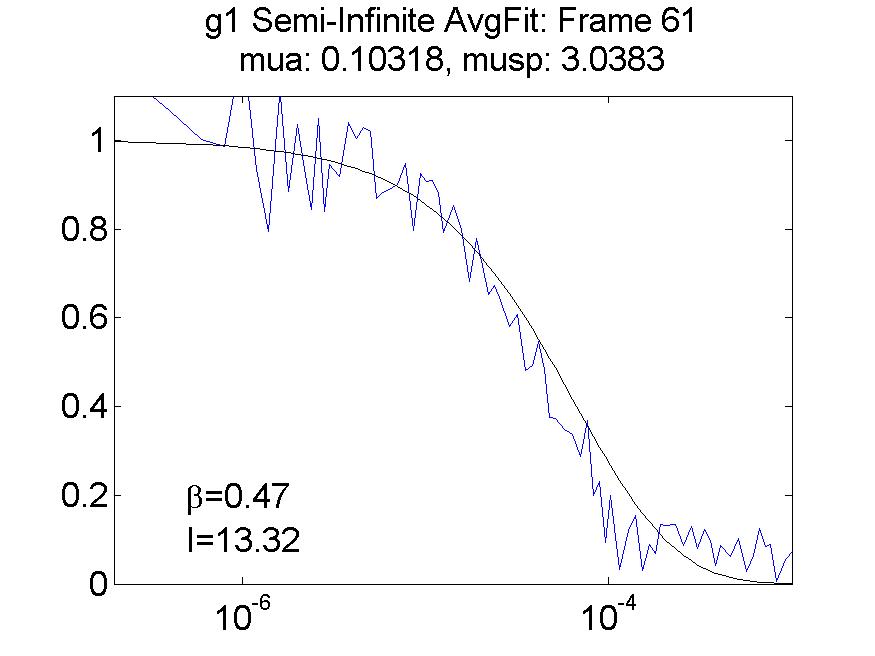 g1 Semi-Infinite AvgFit: Frame 61
mua: 0.10318, musp: 3.0383
1
0.8
0.6
0.4
0.2
0
β=0.47
I=13.32
10^-6
10^-4